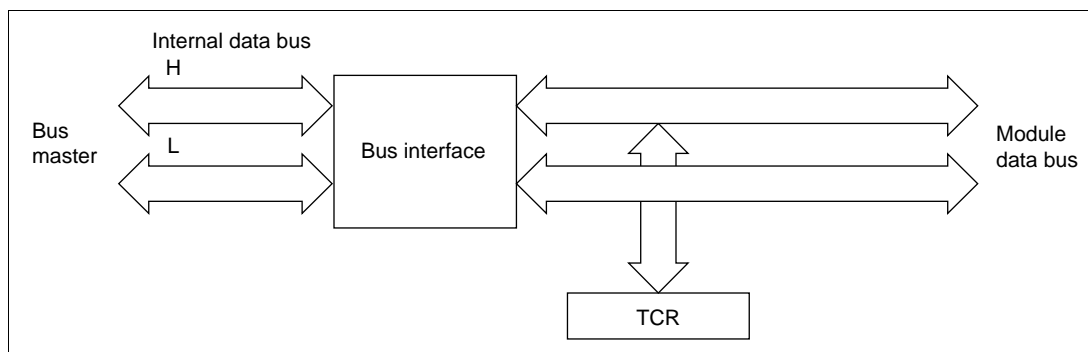 Internal data bus
H
Bus
master
L
Bus interface
Module
data bus
TCR